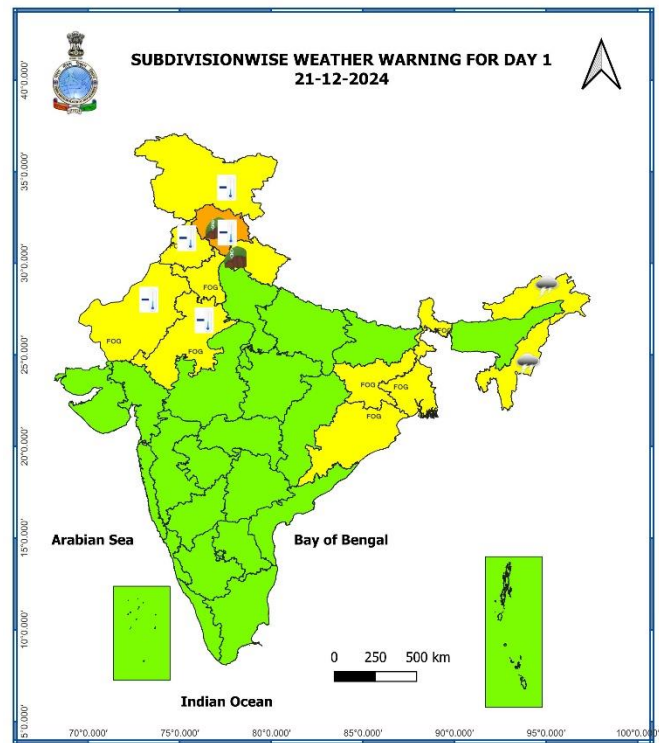 SUBDIVISIONWISE WEATHER WARNING FOR DAY 1
21-12-2024
40°0.000'
35°0.000'
30°0.000'
25°0.000'
20°0.000'
15°0.000'
10°0.000'
5°0.000'
FOG
FOG
FOG
FOG
FOG
FOG
FOG
Arabian Sea
Bay of Bengal
Indian Ocean
0 250 500 km
70°0.000' 75°0.000' 80°0.000' 85°0.000' 90°0.000' 95°0.000' 100°0.000'